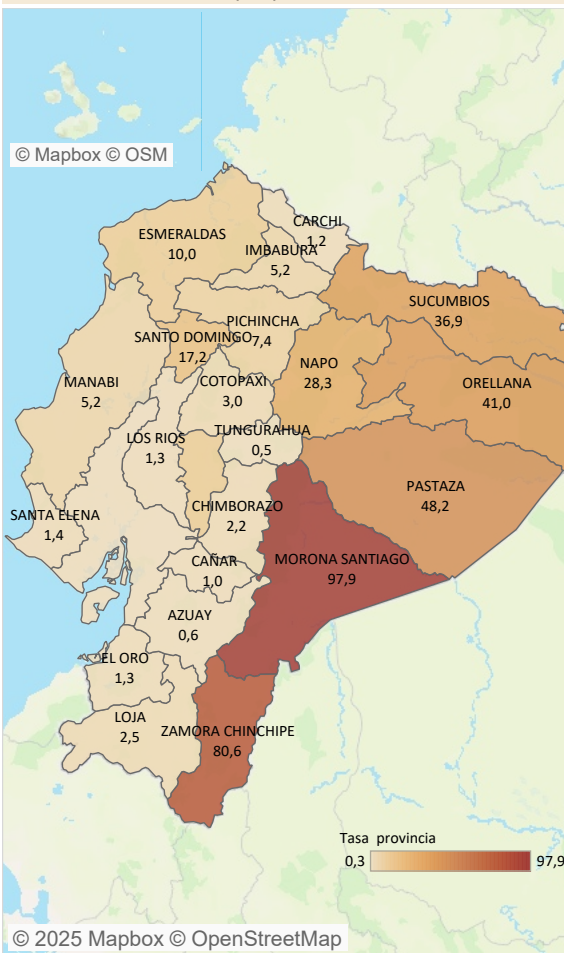 © Mapbox © OSM
CARCHI
1,2
ESMERALDAS
10,0
IMBABURA
5,2
SUCUMBIOS
36,9
PICHINCHA
7,4
SANTO DOMINGO
17,2
NAPO
28,3
MANABI
5,2
COTOPAXI
3,0
ORELLANA
41,0
TUNGURAHUA
0,5
LOS RIOS
1,3
PASTAZA
48,2
SANTA ELENA
1,4
CHIMBORAZO
2,2
MORONA SANTIAGO
97,9
CAÑAR
1,0
AZUAY
0,6
EL ORO
1,3
LOJA
2,5
ZAMORA CHINCHIPE
80,6
Tasa provincia
0,3 97,9
© 2025 Mapbox © OpenStreetMap